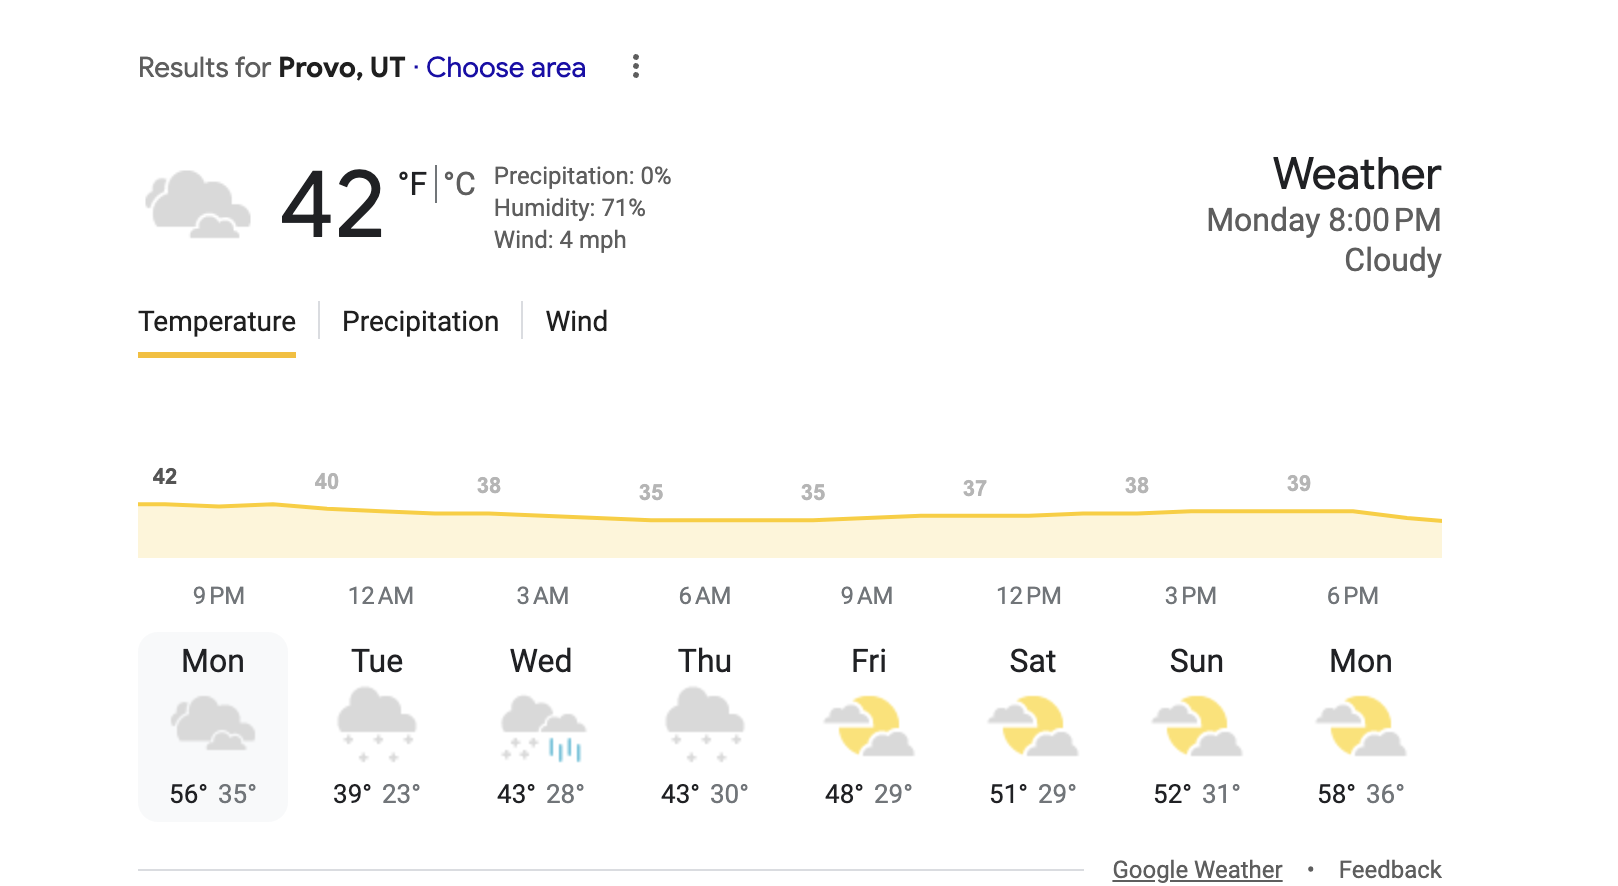 Results for Provo, UT · Choose area
42 °F | °C
Precipitation: 0%
Humidity: 71%
Wind: 4 mph
Weather
Monday 8:00 PM
Cloudy
Temperature
Precipitation
Wind
42 40 38 35 35 37 38 39
9 PM 12 AM 3 AM 6 AM 9 AM 12 PM 3 PM 6 PM
Mon Tue Wed Thu Fri Sat Sun Mon
56° 35° 39° 23° 43° 28° 43° 30° 48° 29° 51° 29° 52° 31° 58° 36°
Google Weather • Feedback